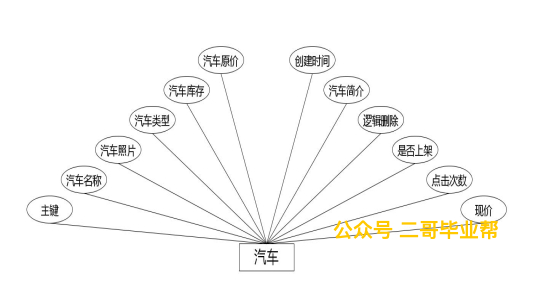 汽车原价
创建时间
汽车库存
汽车简介
汽车类型
逻辑删除
汽车照片
是否上架
汽车名称
点击次数
主键
现价
公众号 二哥毕业帮
汽车